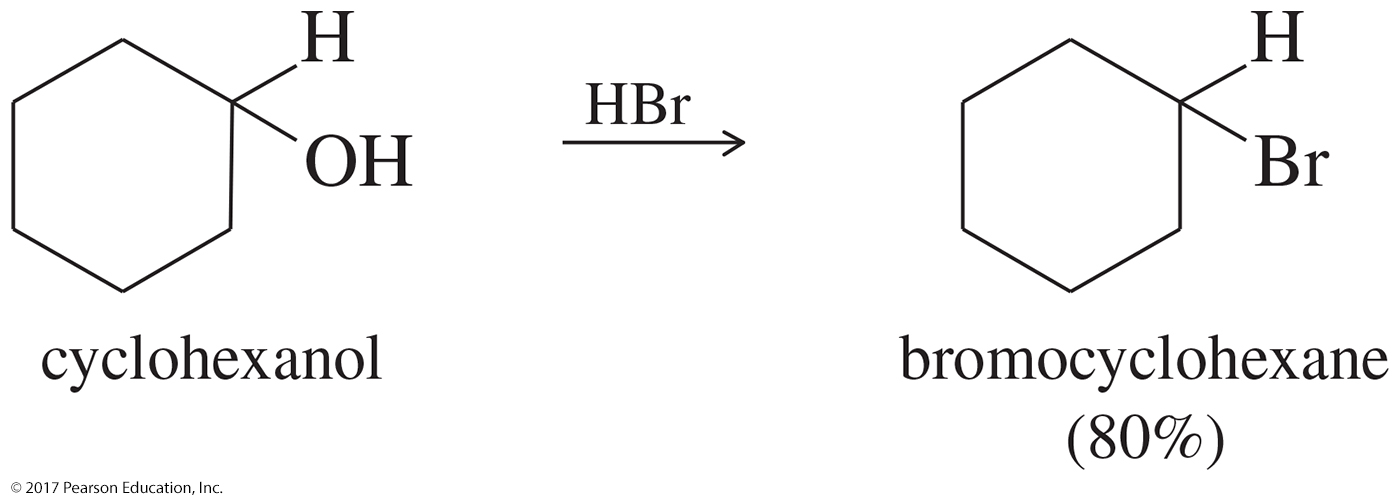 H
OH
cyclohexanol
HBr
H
Br
bromocyclohexane
(80%)
© 2017 Pearson Education, Inc.